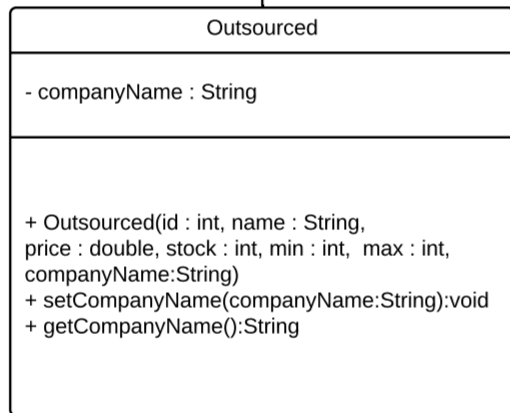 Outsourced
- companyName : String
+ Outsourced(id : int, name : String,
price : double, stock : int, min : int,  max : int,
companyName:String)
+ setCompanyName(companyName:String):void
+ getCompanyName():String